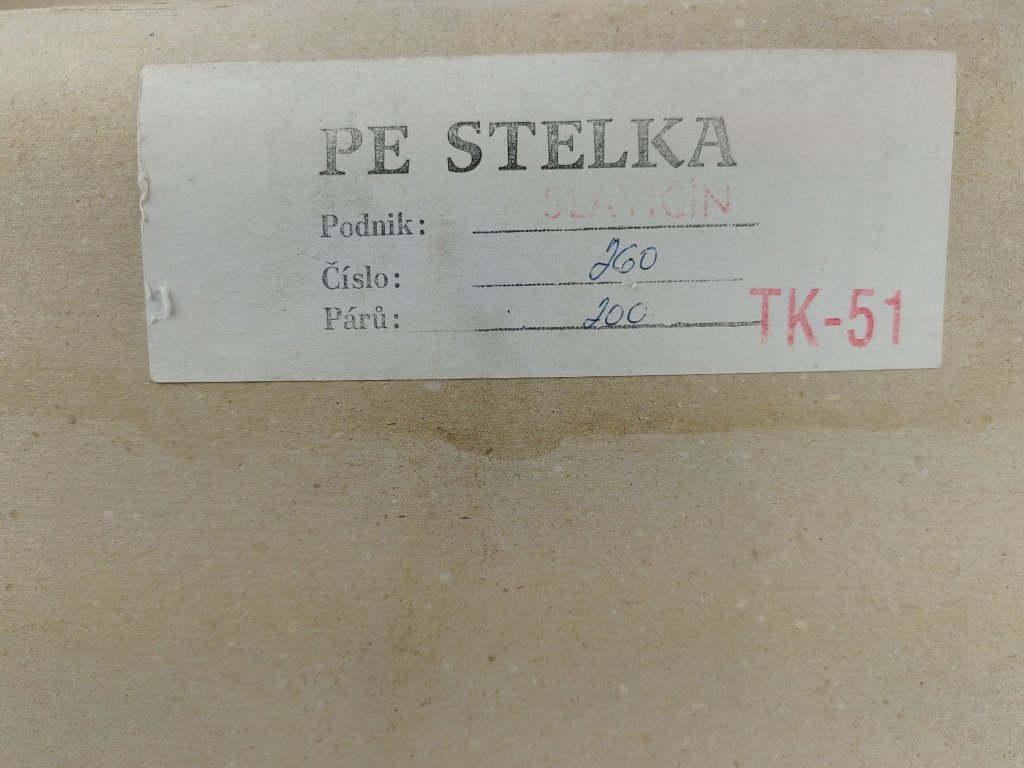 PE STELKA
Podnik: SLAVIČÍN
Číslo: 260
Párů: 200
TK-51